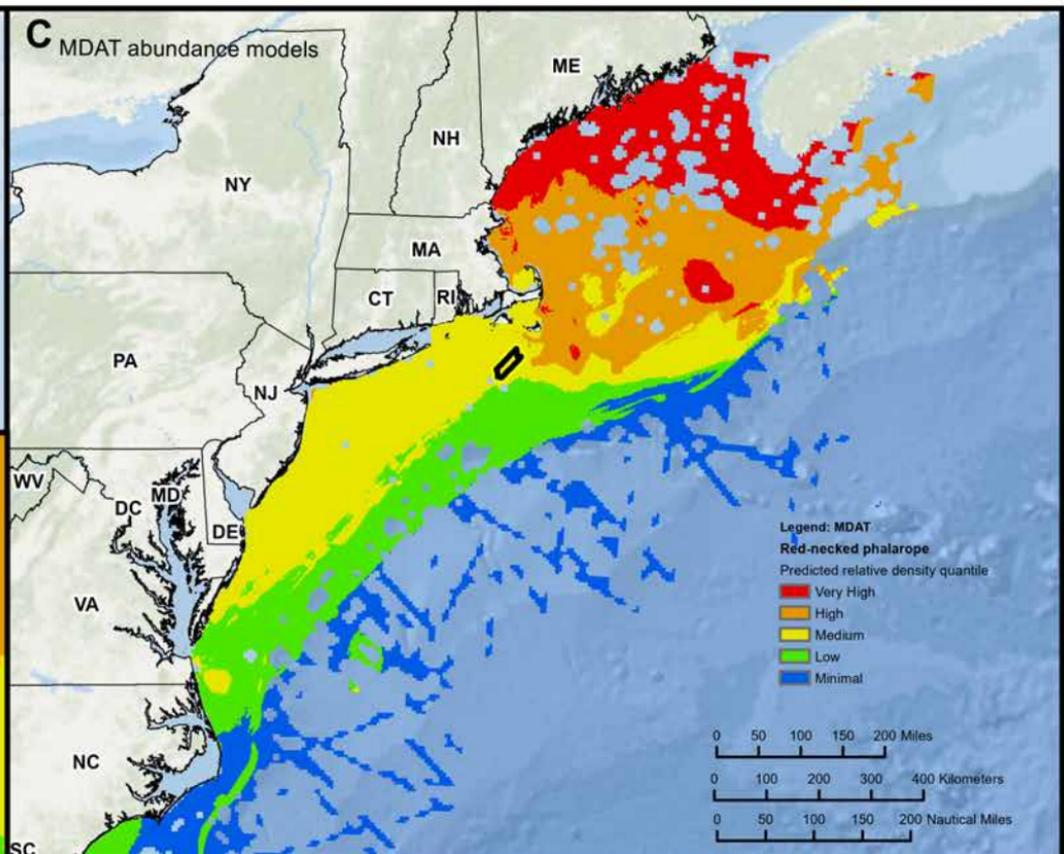 C MDAT abundance models
ME
NH
NY
MA
CT
RI
PA
NJ
WV
MD
DC
DE
VA
NC
SC
Legend: MDAT
Red-necked phalarope
Predicted relative density quantile
Very High
High
Medium
Low
Minimal
0 50 100 150 200 Miles
0 100 200 300 400 Kilometers
0 50 100 150 200 Nautical Miles